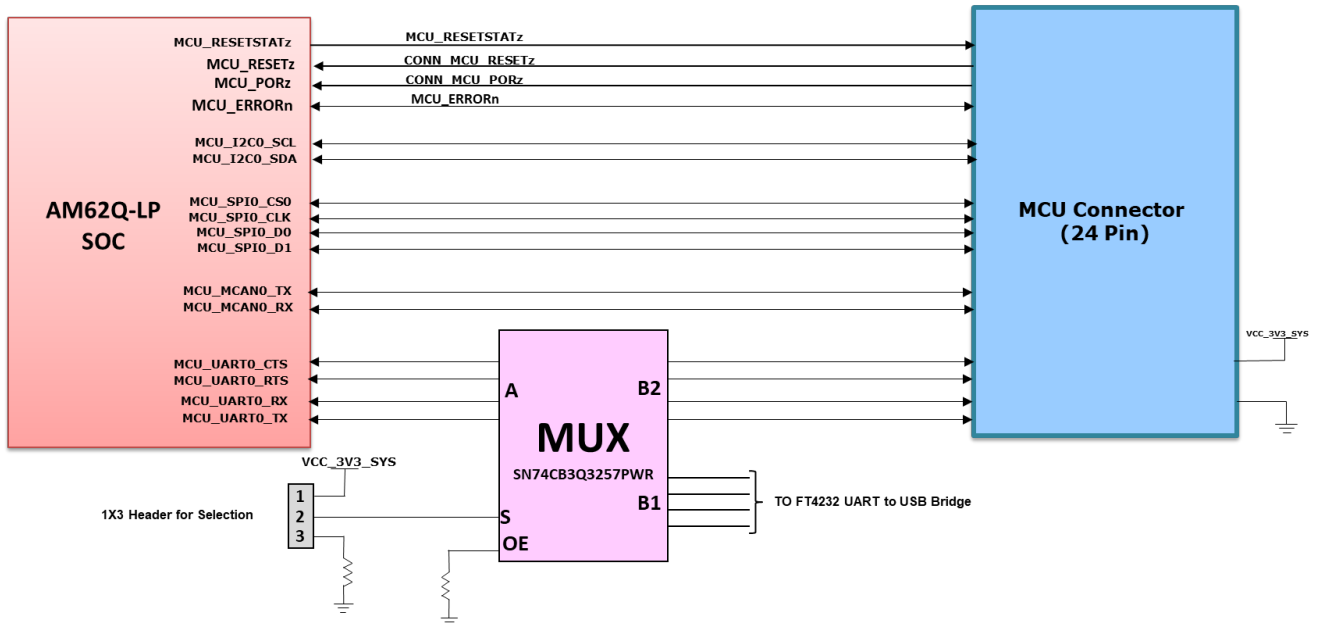 MCU_RESETSTATz
MCU_RESETz
MCU_PORz
MCU_ERRORn
MCU_I2C0_SCL
MCU_I2C0_SDA
MCU_SPI0_CS0
MCU_SPI0_CLK
MCU_SPI0_D0
MCU_SPI0_D1
MCU_MCAN0_TX
MCU_MCAN0_RX
MCU_UART0_CTS
MCU_UART0_RTS
MCU_UART0_RX
MCU_UART0_TX
AM62Q-LP
SOC
MCU_RESETSTATz
CONN_MCU_RESETz
CONN_MCU_PORz
MCU_ERRORn
MCU Connector
(24 Pin)
VCC_3V3_SYS
A
B2
MUX
SN74CB3Q3257PWR
B1
S
OE
TO FT4232 UART to USB Bridge
VCC_3V3_SYS
1X3 Header for Selection
1
2
3